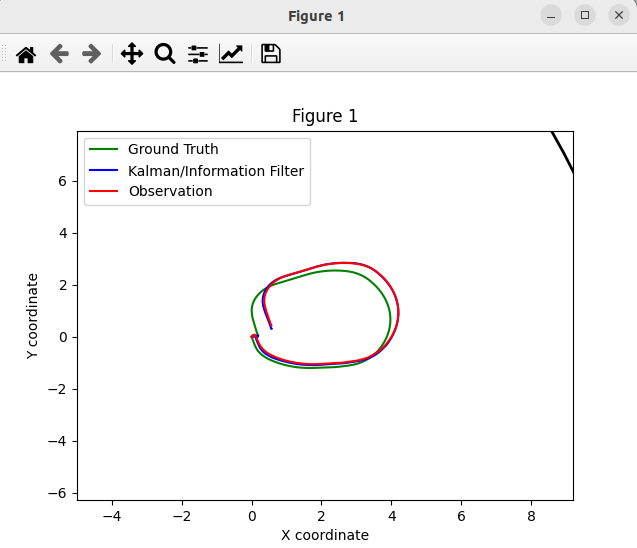 Figure 1
Figure 1
Ground Truth
Kalman/Information Filter
Observation
6
4
2
0
−2
−4
−6
Y coordinate
−4 −2 0 2 4 6 8
X coordinate